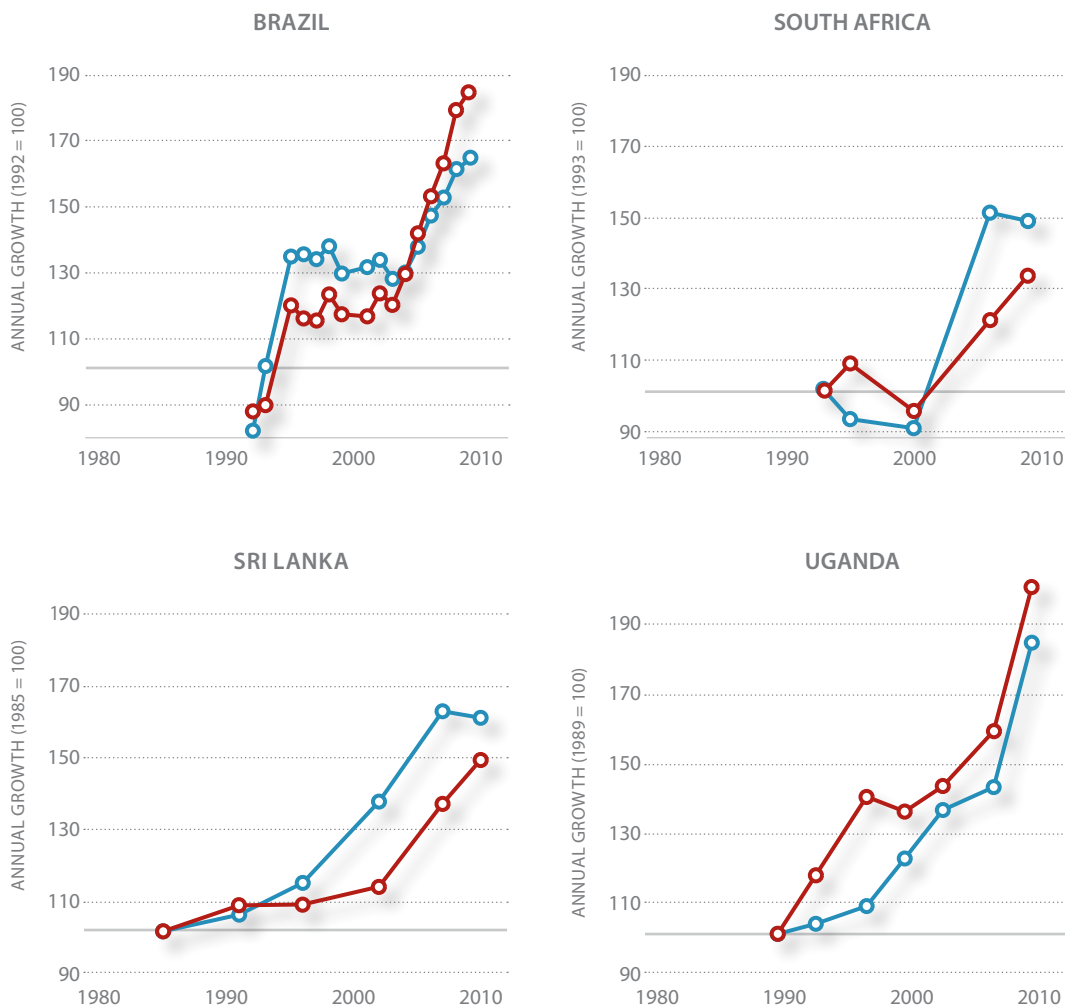 BRAZIL
ANNUAL GROWTH (1992 = 100)
190
170
150
130
110
90
1980 1990 2000 2010
SOUTH AFRICA
ANNUAL GROWTH (1993 = 100)
190
170
150
130
110
90
1980 1990 2000 2010
SRI LANKA
ANNUAL GROWTH (1985 = 100)
190
170
150
130
110
90
1980 1990 2000 2010
UGANDA
ANNUAL GROWTH (1989 = 100)
190
170
150
130
110
90
1980 1990 2000 2010